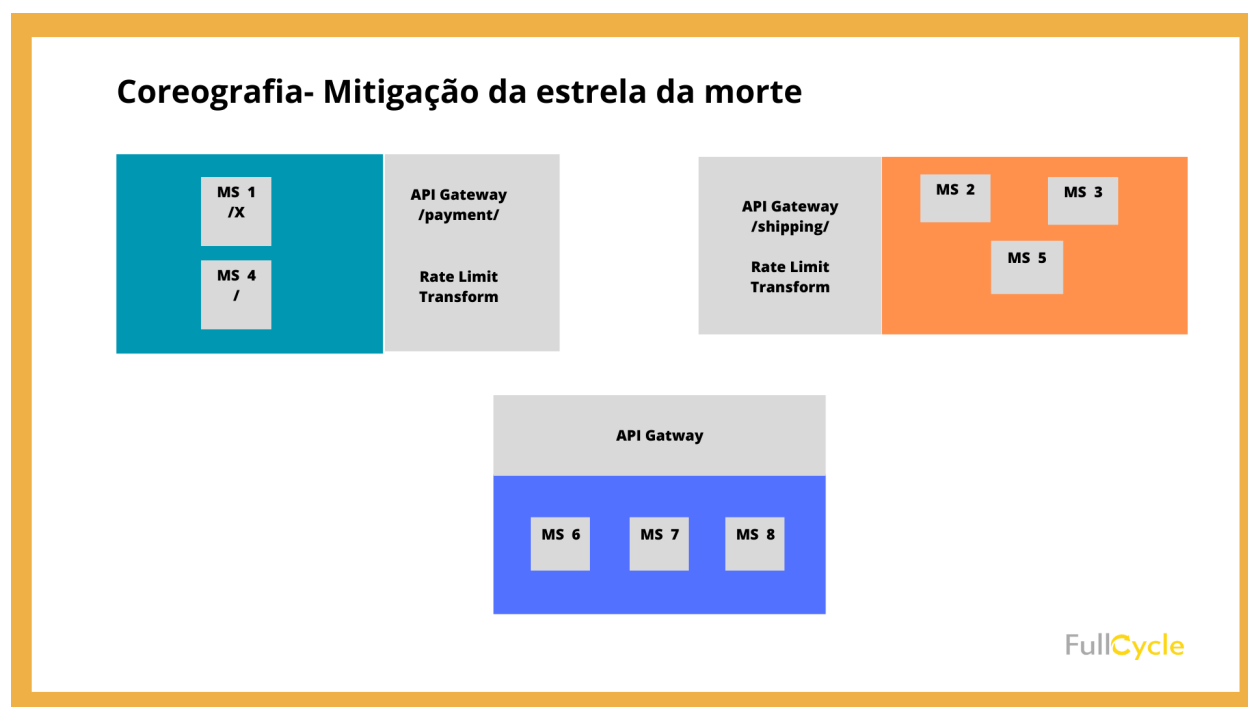 Coreografia- Mitigação da estrela da morte
MS 1
/X
MS 4
/
API Gateway
/payment/
Rate Limit
Transform
API Gateway
/shipping/
Rate Limit
Transform
MS 2
MS 3
MS 5
API Gatway
MS 6
MS 7
MS 8
FullCycle